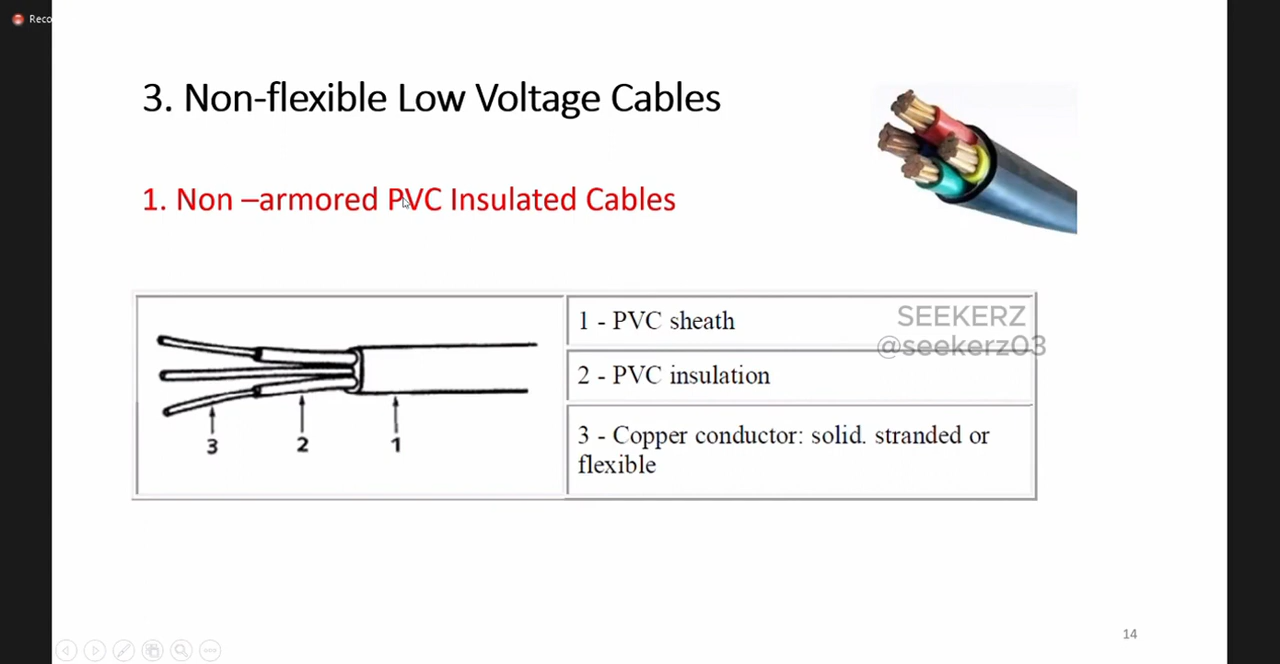 Reco
3. Non-flexible Low Voltage Cables
1. Non –armored PVC Insulated Cables
1 - PVC sheath
SEEKERZ
@seekerz03
2 - PVC insulation
3 - Copper conductor: solid. stranded or
flexible
3 2 1
14